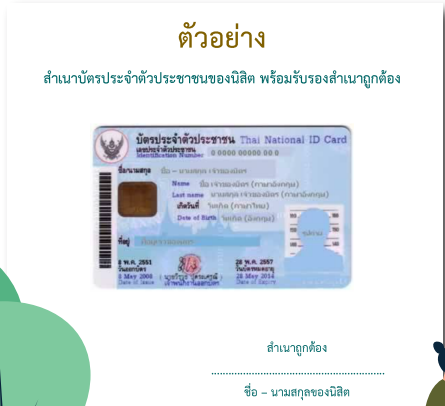 ตัวอย่าง
สำเนาบัตรประจำตัวประชาชนของนิสิต พร้อมรับรองสำเนาถูกต้อง
บัตรประจำตัวประชาชน Thai National ID Card
เลขประจำตัวประชาชน
Identification Number 0 0000 00000 00 0
ชื่อ – นามสกุล เจ้าของบัตร
Name ชื่อ เจ้าของบัตร (ภาษาอังกฤษ)
Last name นามสกุล เจ้าของบัตร (ภาษาอังกฤษ)
เกิดวันที่ วันเกิด (ภาษาไทย)
Date of Birth วันเกิด (อังกฤษ)
ที่อยู่
8 พ.ค. 2551
วันออกบัตร
8 May 2008
Date of Issue
เจ้าพนักงานออกบัตร
28 พ.ค. 2557
วันบัตรหมดอายุ
28 May 2014
Date of Expiry
สำเนาถูกต้อง
ชื่อ – นามสกุลของนิสิต